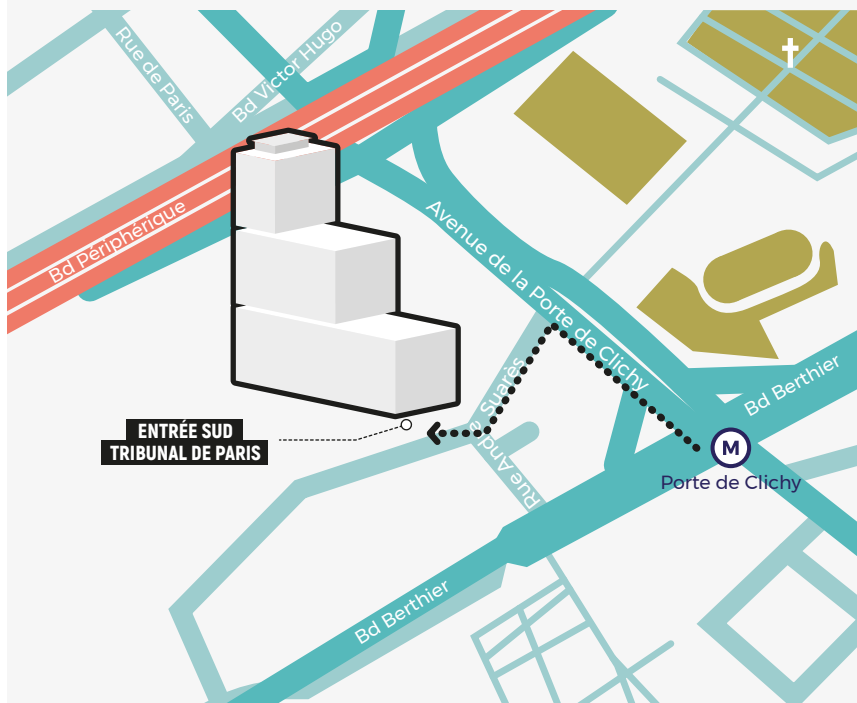 Rue de Paris
Bd Victor Hugo
Bd Périphérique
Avenue de la Porte de Clichy
Bd Berthier
Rue André Suarès
ENTRÉE SUD
TRIBUNAL DE PARIS
M
Porte de Clichy
Bd Berthier